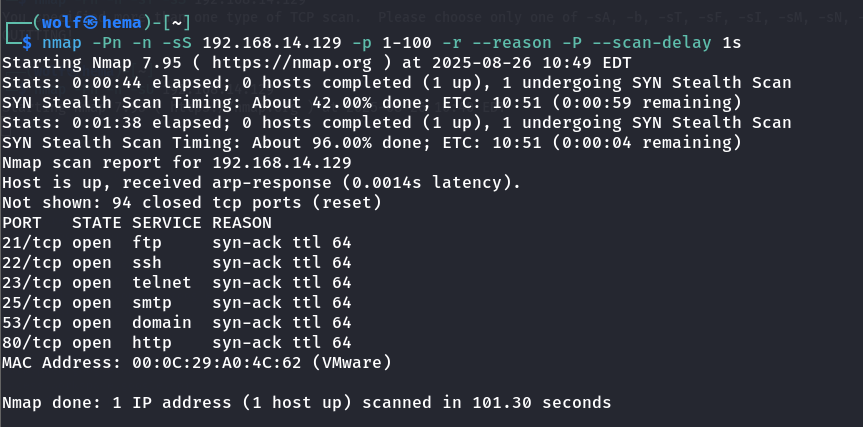 ┌──(wolf㉿hema)-[~]
└─$ nmap -Pn -n -sS 192.168.14.129 -p 1-100 -r --reason -P --scan-delay 1s
Starting Nmap 7.95 ( https://nmap.org ) at 2025-08-26 10:49 EDT
Stats: 0:00:44 elapsed; 0 hosts completed (1 up), 1 undergoing SYN Stealth Scan
SYN Stealth Scan Timing: About 42.00% done; ETC: 10:51 (0:00:59 remaining)
Stats: 0:01:38 elapsed; 0 hosts completed (1 up), 1 undergoing SYN Stealth Scan
SYN Stealth Scan Timing: About 96.00% done; ETC: 10:51 (0:00:04 remaining)
Nmap scan report for 192.168.14.129
Host is up, received arp-response (0.0014s latency).
Not shown: 94 closed tcp ports (reset)
PORT   STATE SERVICE REASON
21/tcp open  ftp     syn-ack ttl 64
22/tcp open  ssh     syn-ack ttl 64
23/tcp open  telnet  syn-ack ttl 64
25/tcp open  smtp    syn-ack ttl 64
53/tcp open  domain  syn-ack ttl 64
80/tcp open  http    syn-ack ttl 64
MAC Address: 00:0C:29:A0:4C:62 (VMware)
Nmap done: 1 IP address (1 host up) scanned in 101.30 seconds